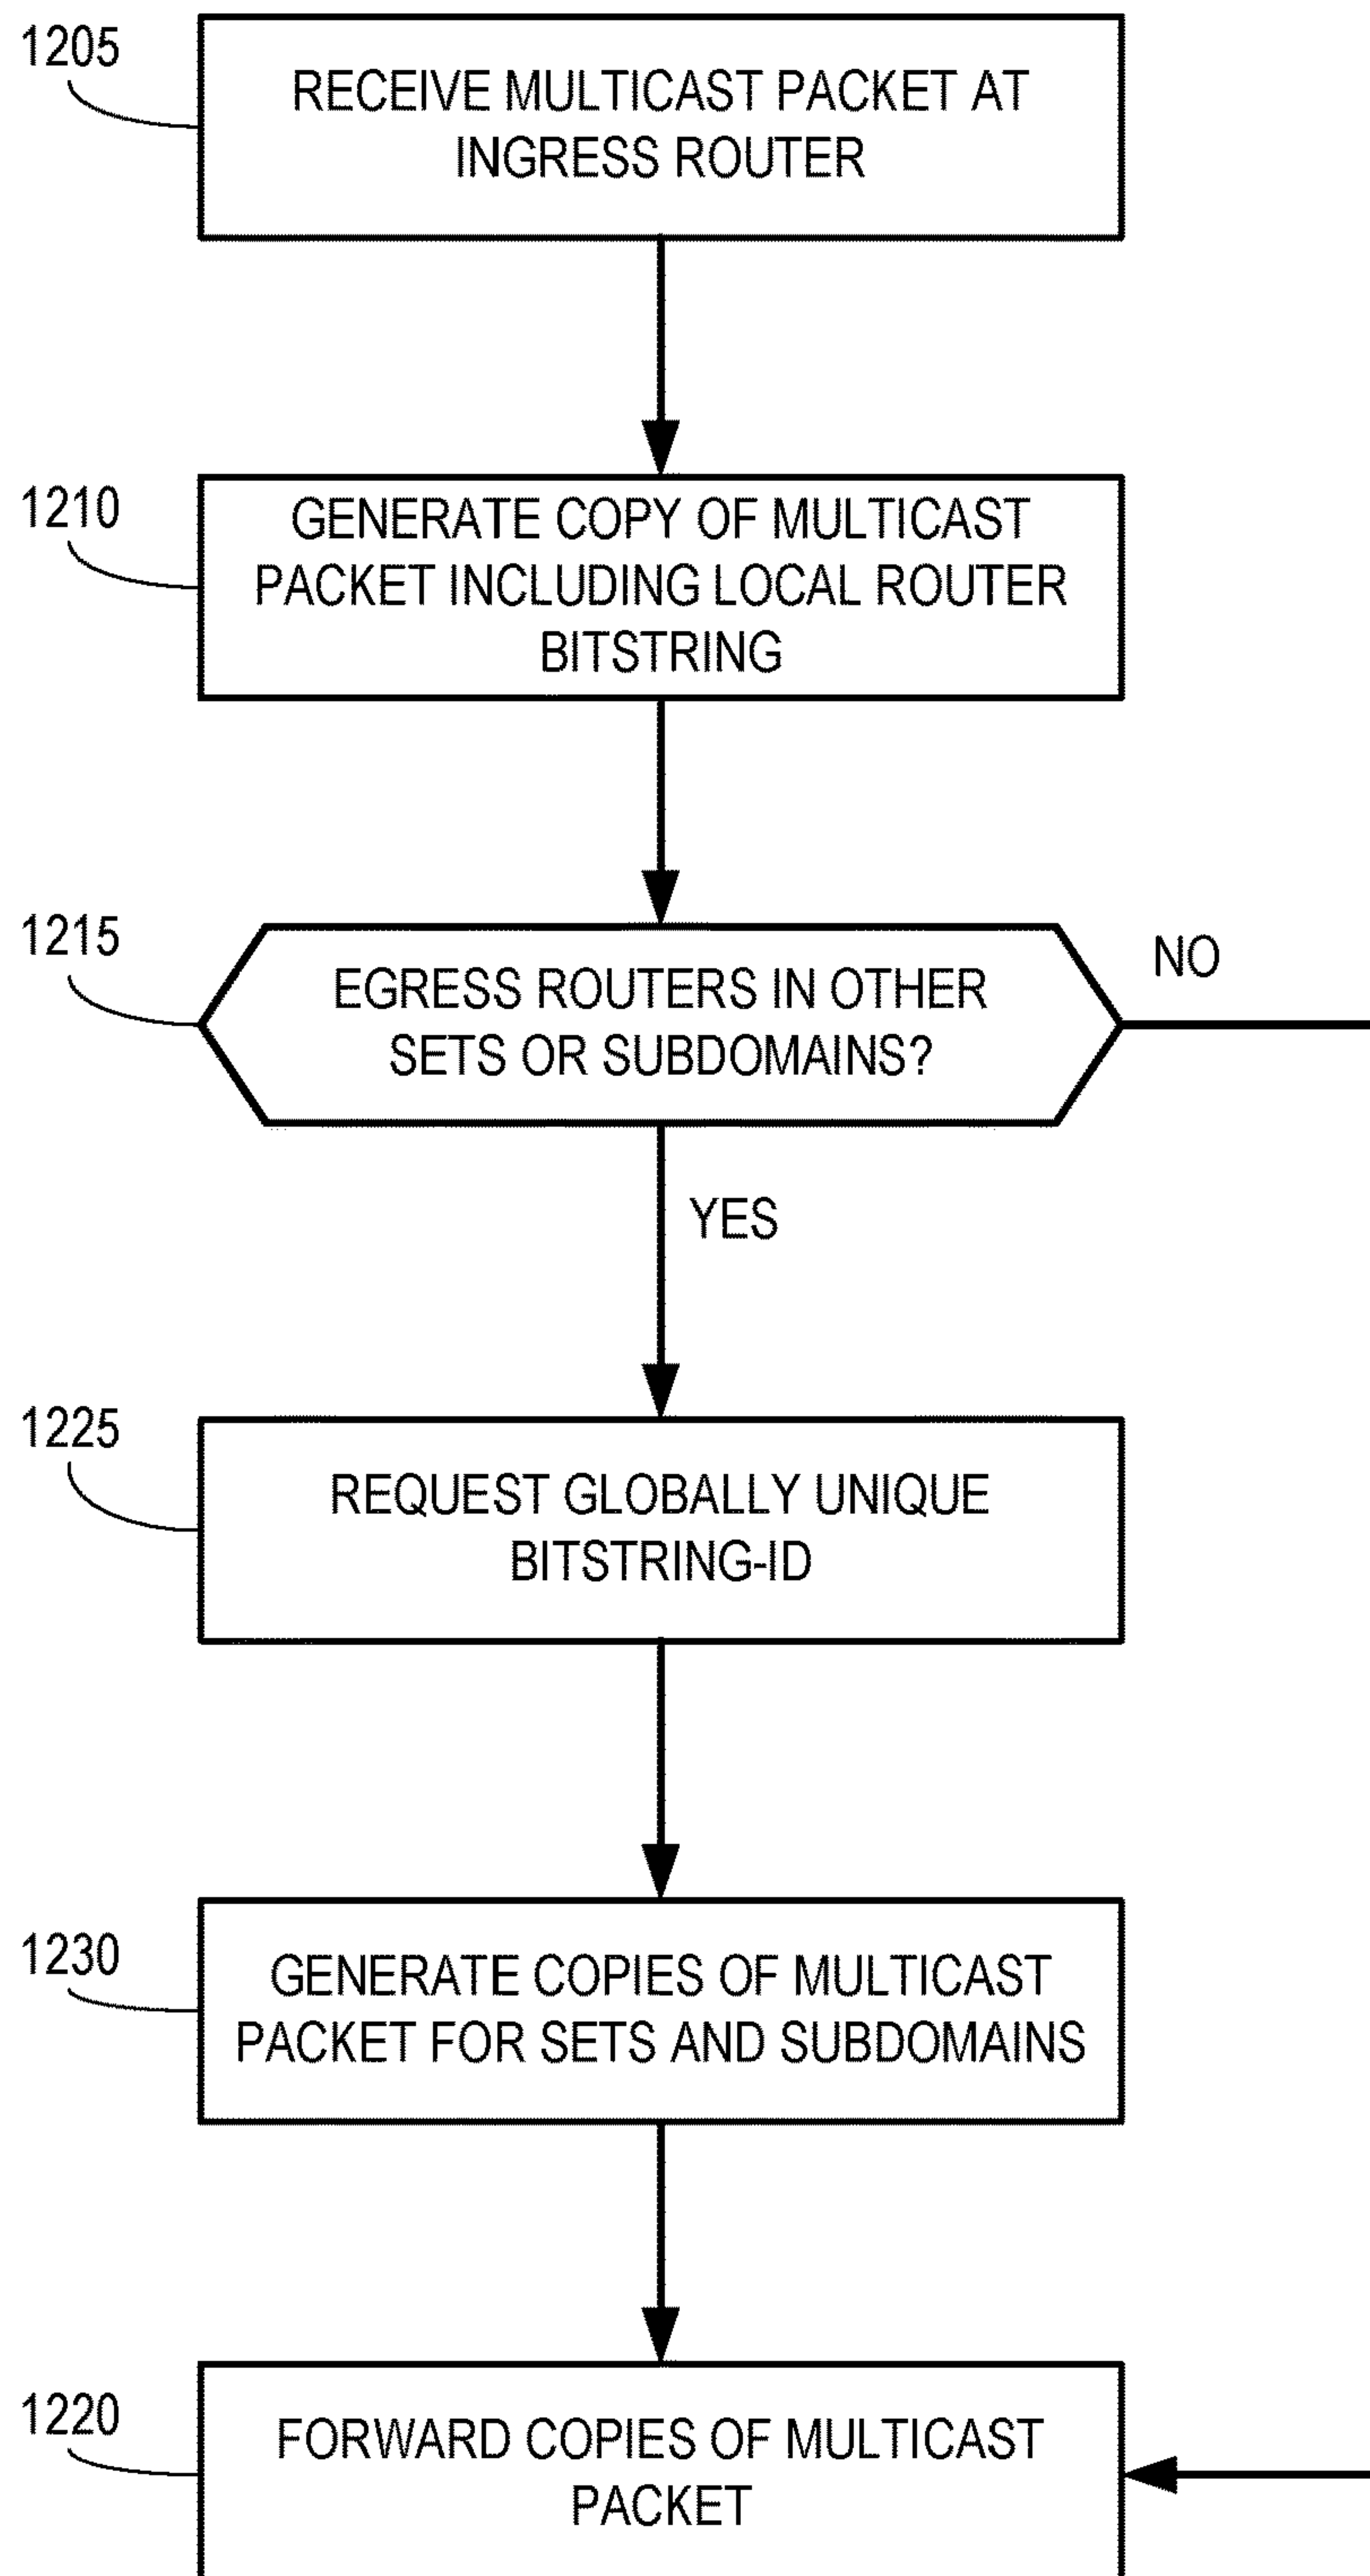 1205
RECEIVE MULTICAST PACKET AT
INGRESS ROUTER
1210
GENERATE COPY OF MULTICAST
PACKET INCLUDING LOCAL ROUTER
BITSTRING
1215
EGRESS ROUTERS IN OTHER
SETS OR SUBDOMAINS?
NO
YES
1225
REQUEST GLOBALLY UNIQUE
BITSTRING-ID
1230
GENERATE COPIES OF MULTICAST
PACKET FOR SETS AND SUBDOMAINS
1220
FORWARD COPIES OF MULTICAST
PACKET